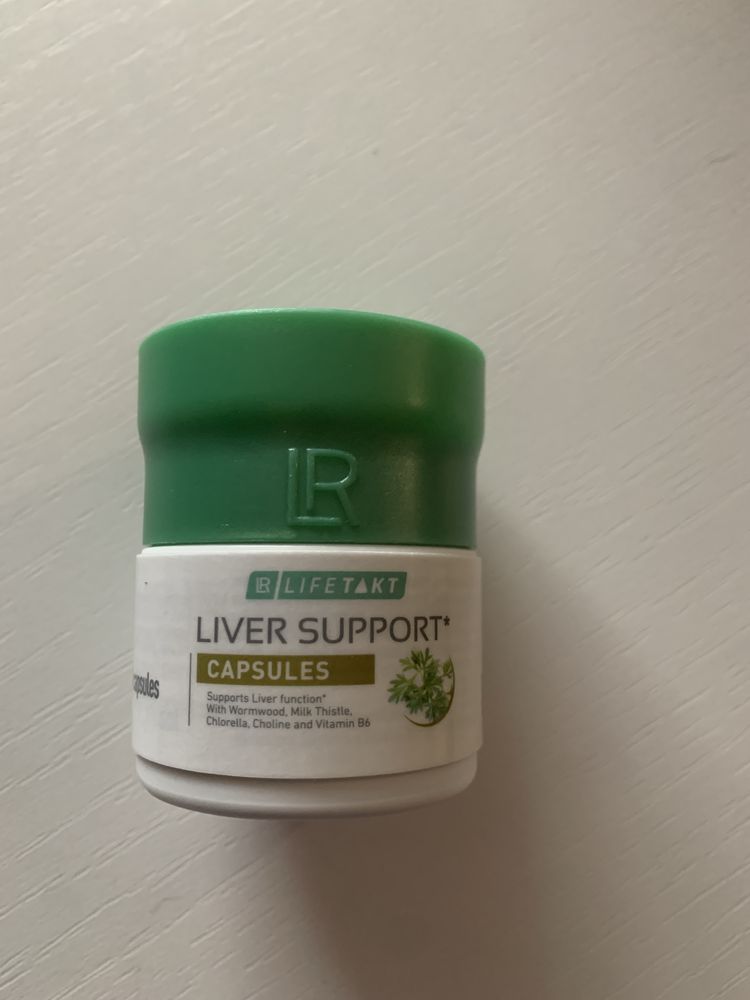 LR
LR LIFETAKT
LIVER SUPPORT*
CAPSULES
Supports Liver function*
With Wormwood, Milk Thistle,
Chlorella, Choline and Vitamin B6